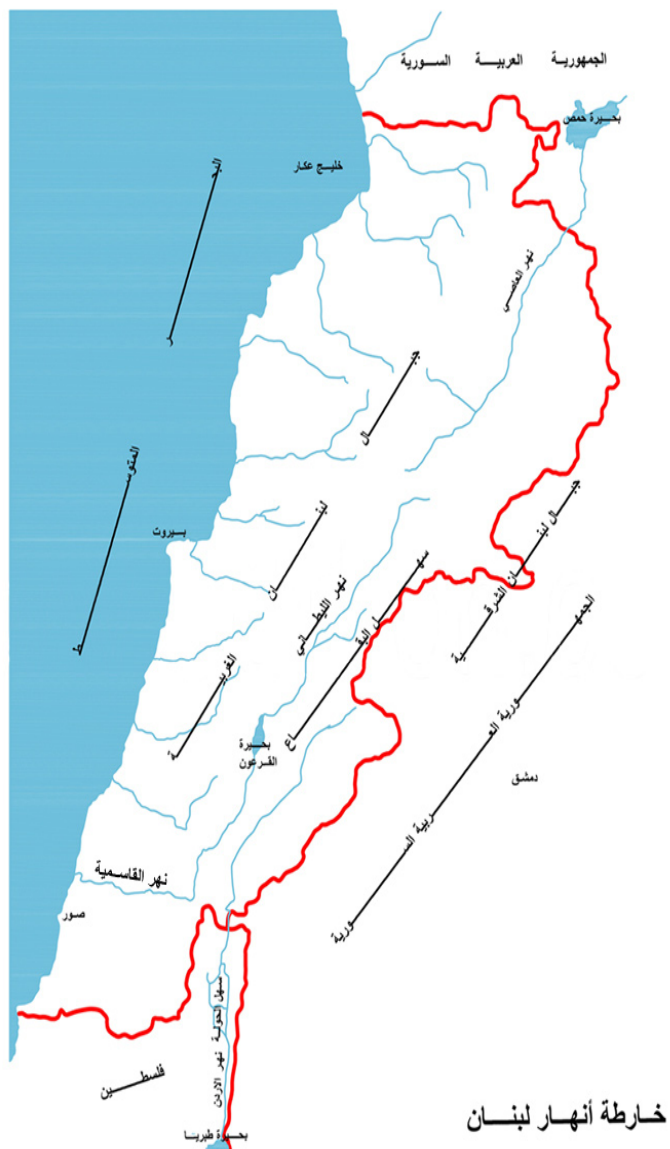 الجمهورية العربية السورية
بحيرة حمص
خليج عكار
البحر
نهر العاصي
جبال
المتوسط
جبال لبنان الشرقية
لبنان
بيروت
سهل البقاع
نهر الليطاني
الجمهورية العربية السورية
الغربية
بحيرة
القرعون
دمشق
نهر القاسمية
صور
سهل الحولة
نهر الاردن
فلسطين
خارطة أنهار لبنان
بحيرة طبريا